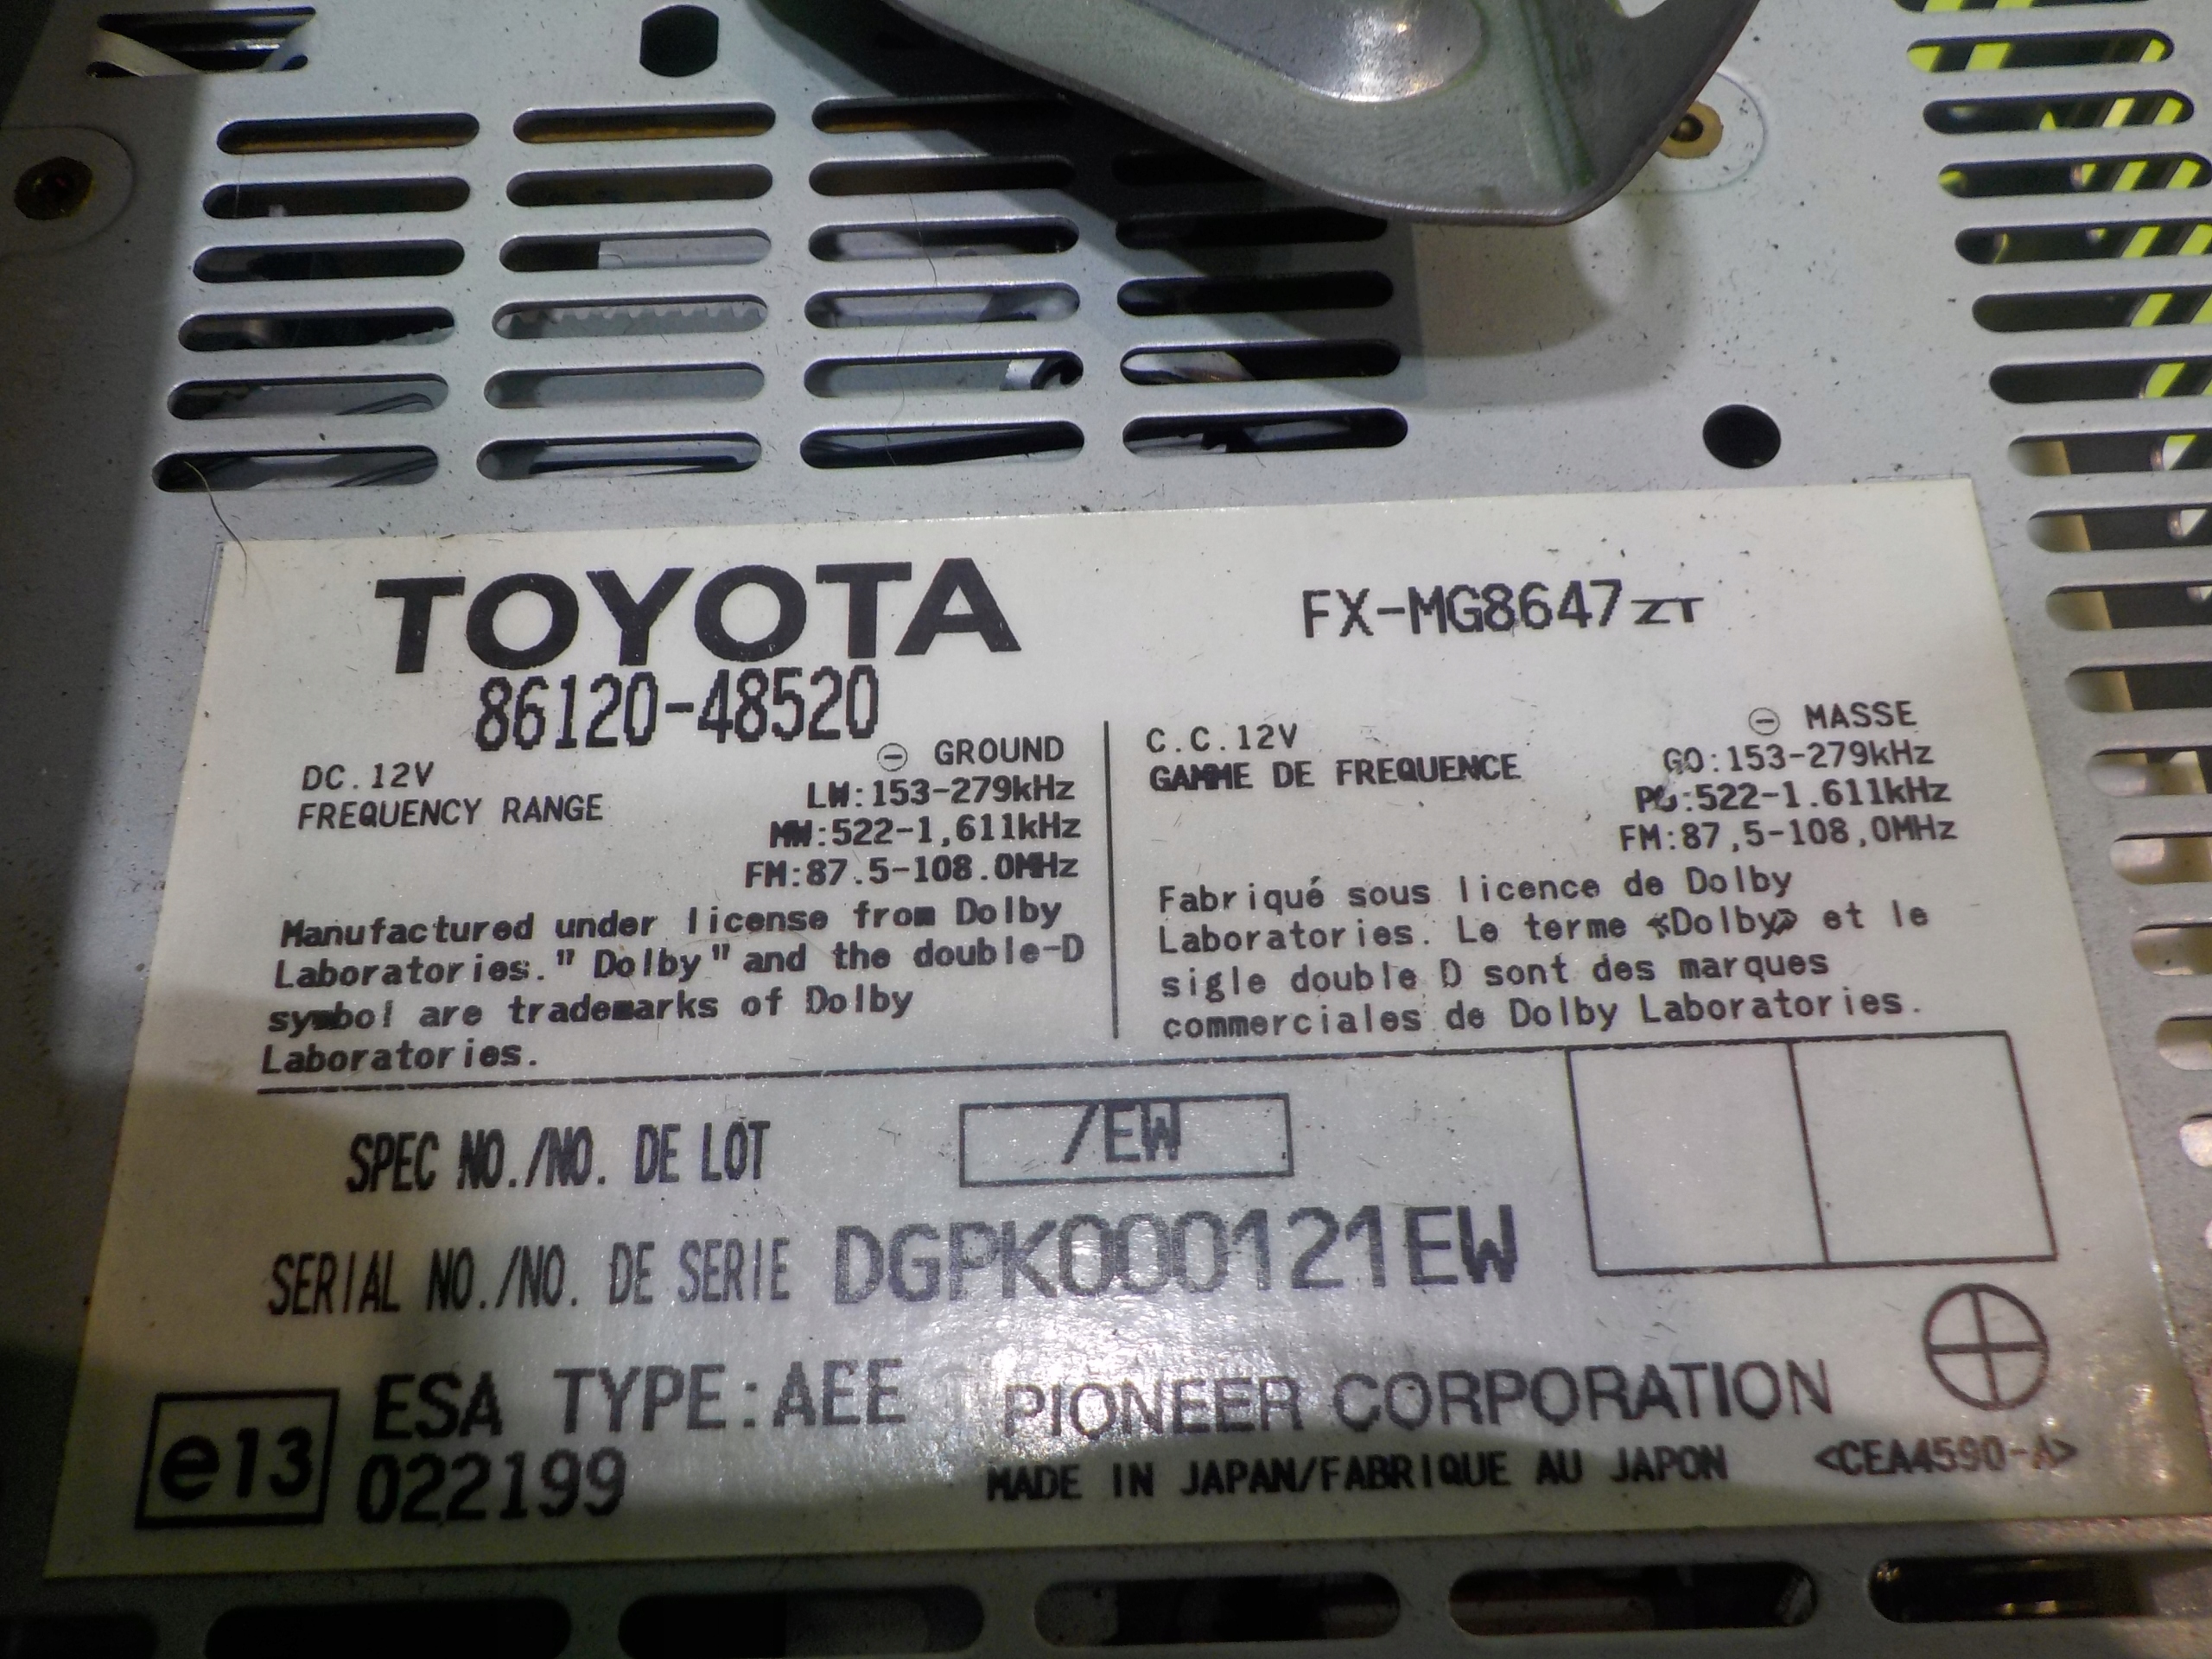 TOYOTA
86120-48520
FX-MG8647ZT
DC.12V
⊖ GROUND
FREQUENCY RANGE
LW:153-279kHz
MW:522-1,611kHz
FM:87.5-108.0MHz
Manufactured under license from Dolby
Laboratories."Dolby"and the double-D
symbol are trademarks of Dolby
Laboratories.
C.C.12V
⊖ MASSE
GAMME DE FREQUENCE
GO:153-279kHz
PO:522-1.611kHz
FM:87,5-108,0MHz
Fabriqué sous licence de Dolby
Laboratories. Le terme «Dolby» et le
sigle double D sont des marques
commerciales de Dolby Laboratories.
SPEC NO./NO. DE LOT /EW
SERIAL NO./NO. DE SERIE DGPK000121EW
e13
ESA TYPE:AEE
022199
PIONEER CORPORATION
MADE IN JAPAN/FABRIQUE AU JAPON
<CEA4590-A>